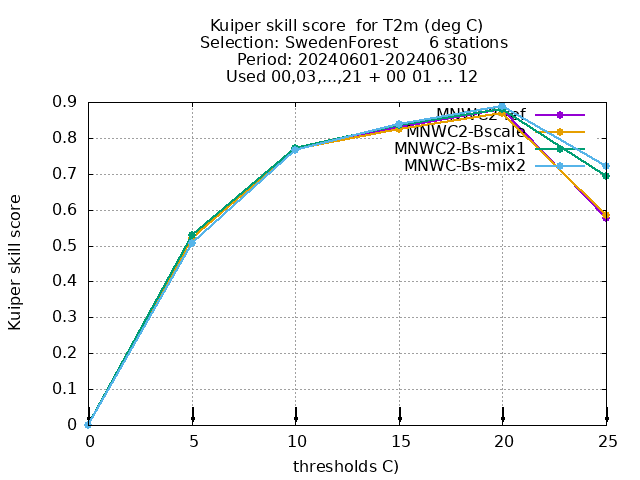 Kuiper skill score  for T2m (deg C)
Selection: SwedenForest      6 stations
Period: 20240601-20240630
Used 00,03,...,21 + 00 01 ... 12
0.9
0.8
0.7
0.6
0.5
0.4
0.3
0.2
0.1
0
Kuiper skill score
MNWC2-ref
MNWC2-Bscale
MNWC2-Bs-mix1
MNWC-Bs-mix2
0 5 10 15 20 25
thresholds C)